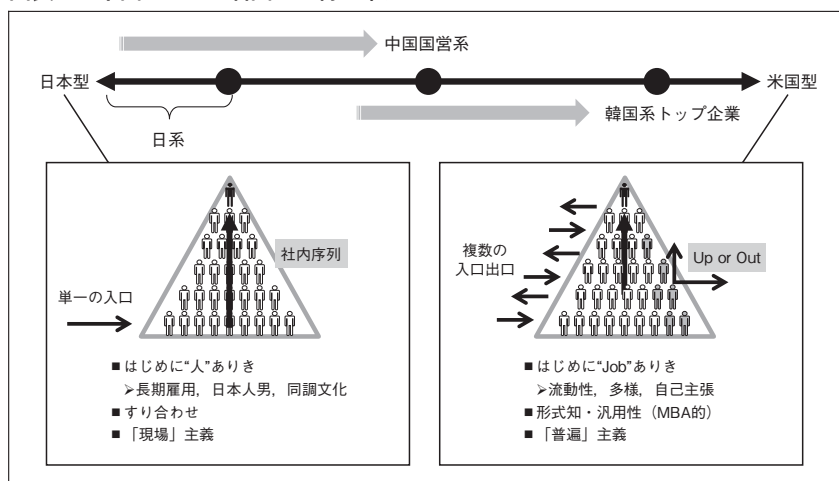 中国国営系
日本型
米国型
日系
韓国系トップ企業
社内序列
単一の入口
■はじめに“人”ありき
➢長期雇用，日本人男，同調文化
■すり合わせ
■「現場」主義
複数の
入口出口
Up or Out
■はじめに“Job”ありき
➢流動性，多様，自己主張
■形式知・汎用性（MBA的）
■「普遍」主義